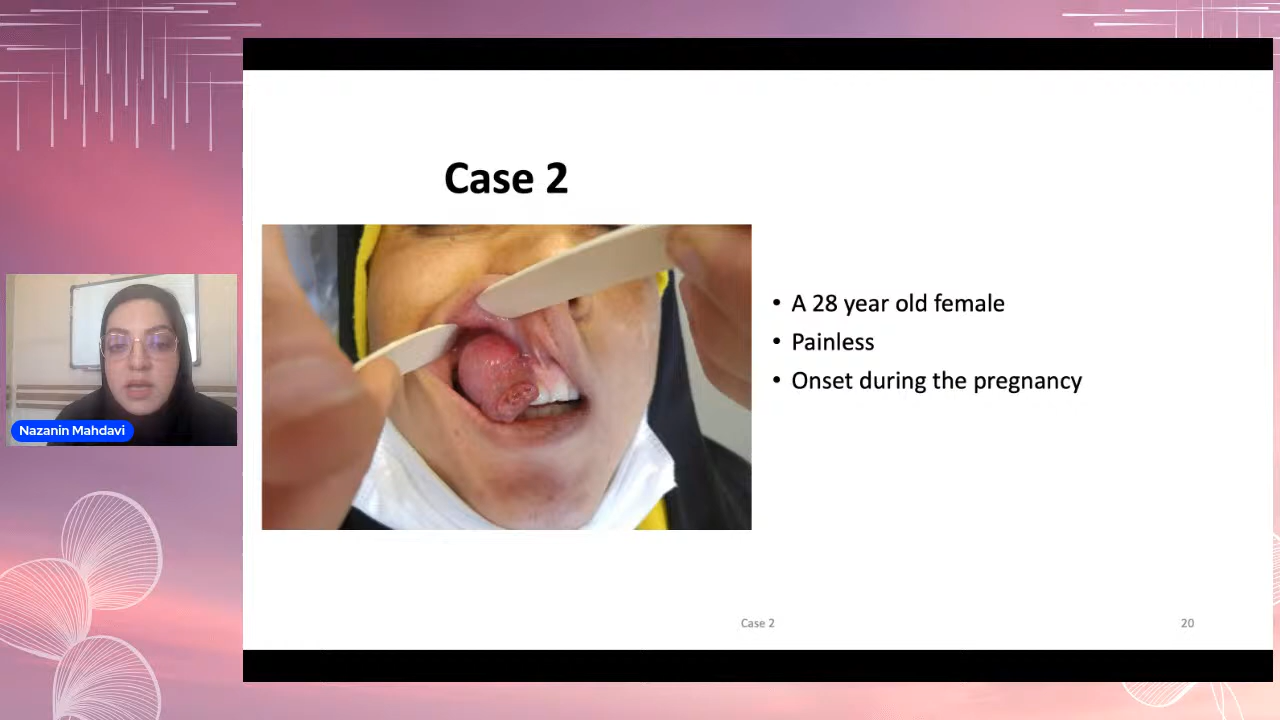 Case 2
• A 28 year old female
• Painless
• Onset during the pregnancy
Nazanin Mahdavi
Case 2
20